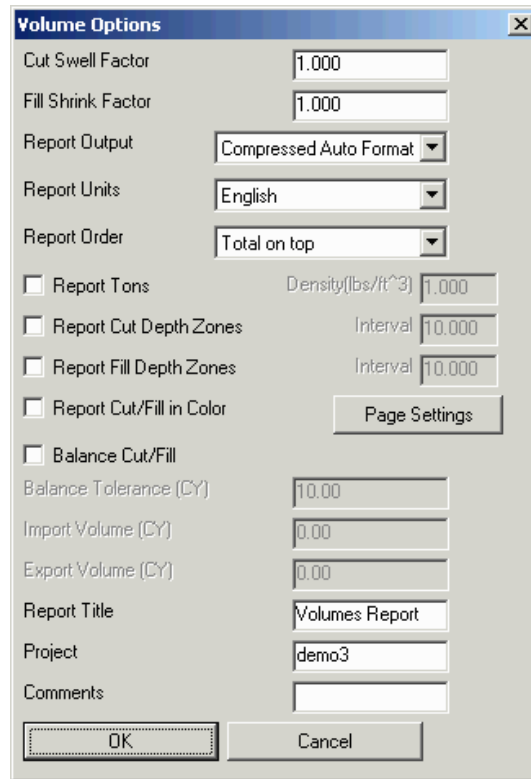 Volume Options
Cut Swell Factor 1.000
Fill Shrink Factor 1.000
Report Output Compressed Auto Format
Report Units English
Report Order Total on top
Report Tons Density(lbs/ft^3) 1.000
Report Cut Depth Zones Interval 10.000
Report Fill Depth Zones Interval 10.000
Report Cut/Fill in Color Page Settings
Balance Cut/Fill
Balance Tolerance (CY) 10.00
Import Volume (CY) 0.00
Export Volume (CY) 0.00
Report Title Volumes Report
Project demo3
Comments
OK Cancel